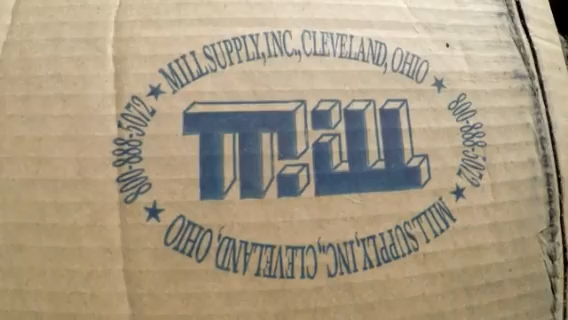 MILL SUPPLY, INC., CLEVELAND, OHIO
800-888-5072
mill
800-888-5072
MILL SUPPLY, INC., CLEVELAND, OHIO